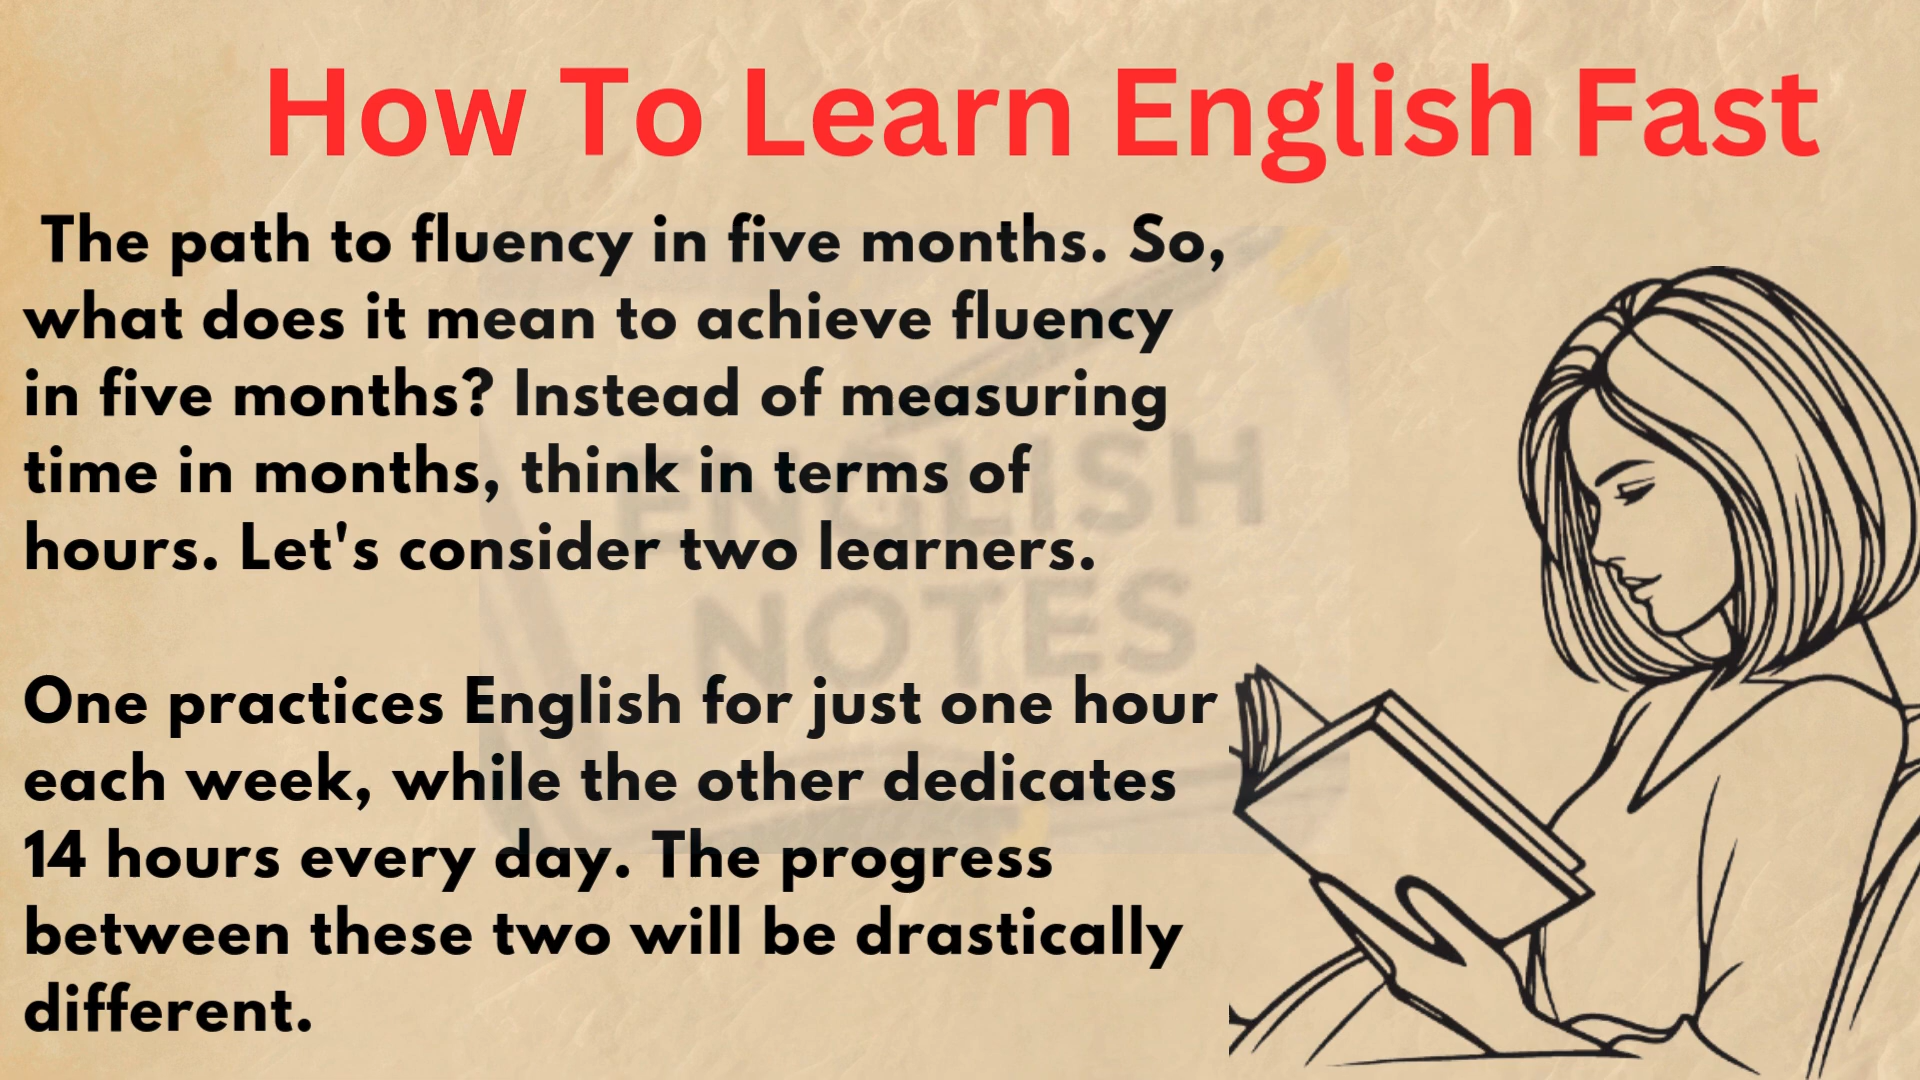 How To Learn English Fast
The path to fluency in five months. So,
what does it mean to achieve fluency
in five months? Instead of measuring
time in months, think in terms of
hours. Let's consider two learners.
One practices English for just one hour
each week, while the other dedicates
14 hours every day. The progress
between these two will be drastically
different.
ENGLISH
NOTES